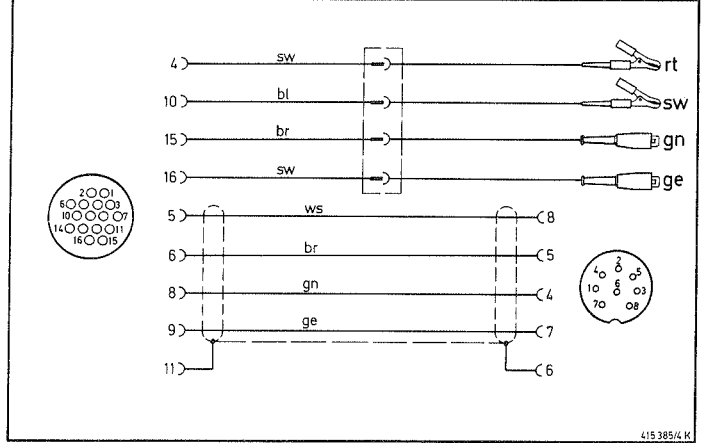 4 sw rt
10 bl sw
15 br gn
16 sw ge
2 1
6 3
10 7
14 11
16 15
5 ws 8
6 br 5
8 gn 4
9 ge 7
11 6
2
4 5
6
1 3
7 8
415 385/4 K